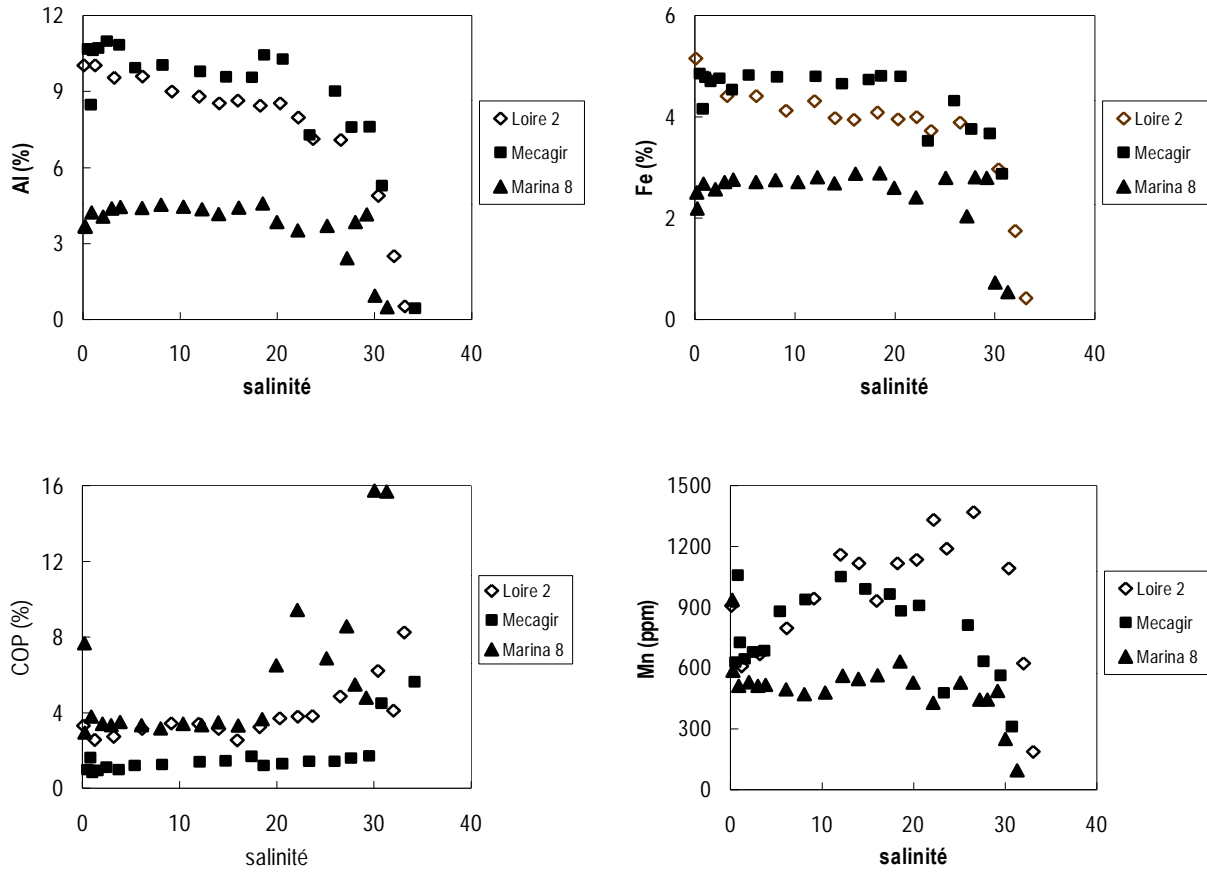 Al (%)
12
9
6
3
0
0 10 20 30 40
salinité
Loire 2
Mecagir
Marina 8
Fe (%)
6
4
2
0
0 10 20 30 40
salinité
Loire 2
Mecagir
Marina 8
COP (%)
16
12
8
4
0
0 10 20 30 40
salinité
Loire 2
Mecagir
Marina 8
Mn (ppm)
1500
1200
900
600
300
0
0 10 20 30 40
salinité
Loire 2
Mecagir
Marina 8